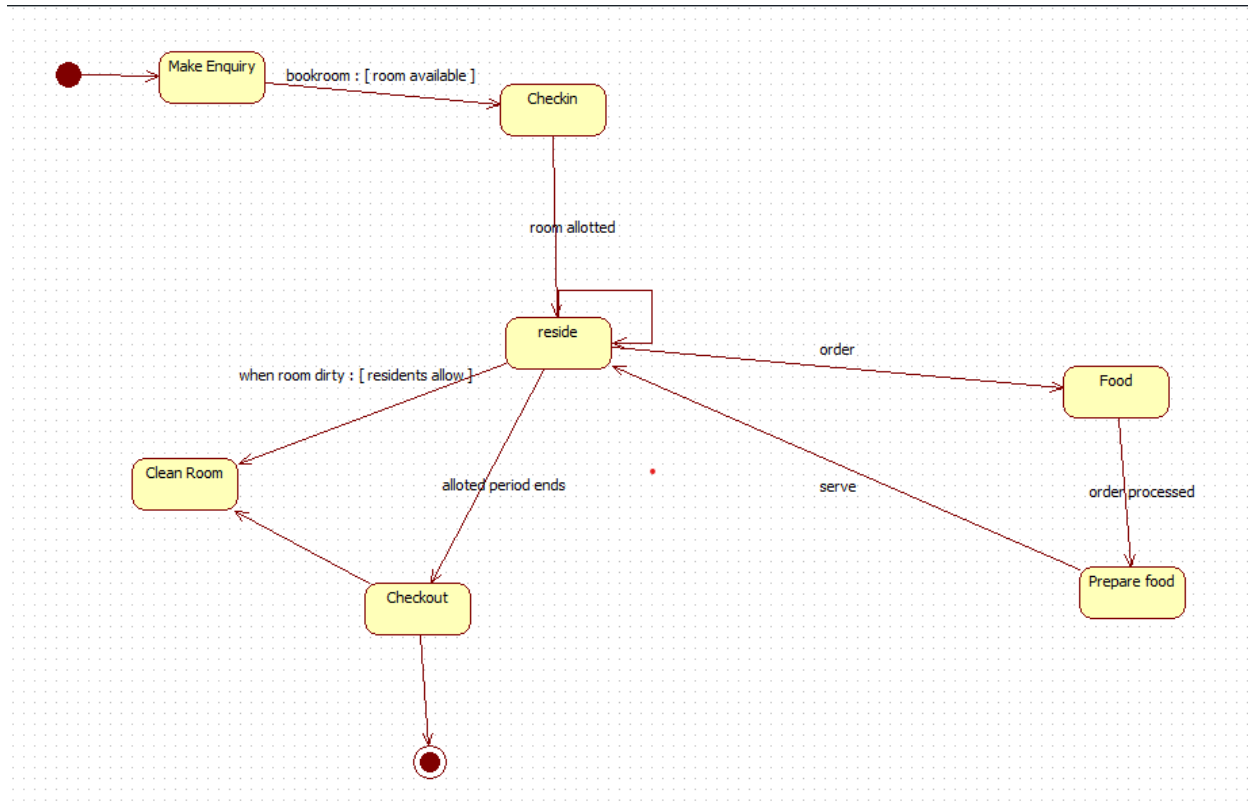 Make Enquiry
bookroom : [ room available ]
Checkin
room allotted
reside
order
when room dirty : [ residents allow ]
Food
Clean Room
alloted period ends
serve
order processed
Checkout
Prepare food